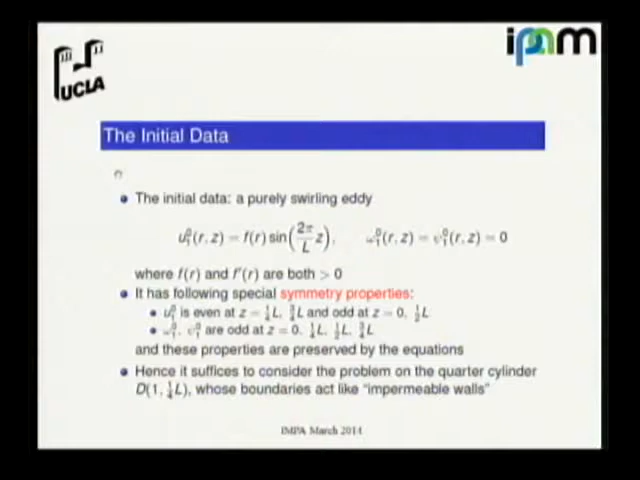 ipam
UCLA
The Initial Data
The initial data: a purely swirling eddy
u₁⁰(r, z) = f(r) sin(2π/L z), ω₁⁰(r, z) = ψ₁⁰(r, z) = 0
where f(r) and f′(r) are both > 0
It has following special symmetry properties:
u₁⁰ is even at z = ¼L, ¾L and odd at z = 0, ½L
ω₁⁰, ψ₁⁰ are odd at z = 0, ¼L, ½L, ¾L
and these properties are preserved by the equations
Hence it suffices to consider the problem on the quarter cylinder
D(1, ¼L), whose boundaries act like “impermeable walls”
IMPA March 2014